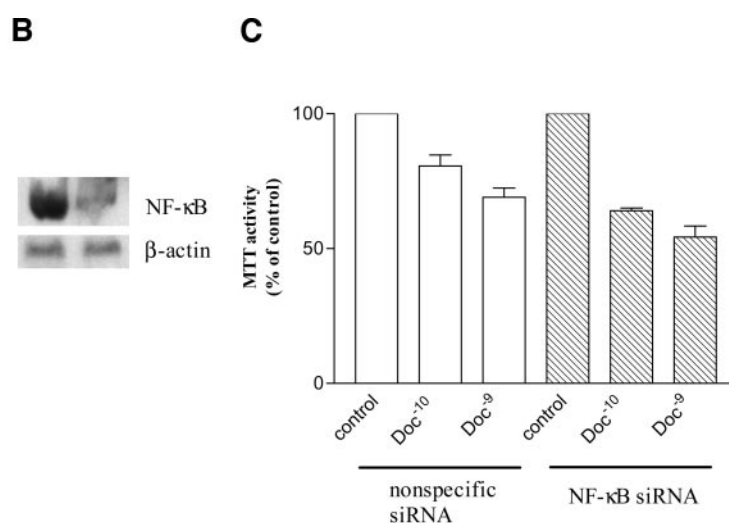 B
C
NF-κB
β-actin
MTT activity
(% of control)
100
50
0
control
Doc-10
Doc-9
control
Doc-10
Doc-9
nonspecific
siRNA
NF-κB siRNA